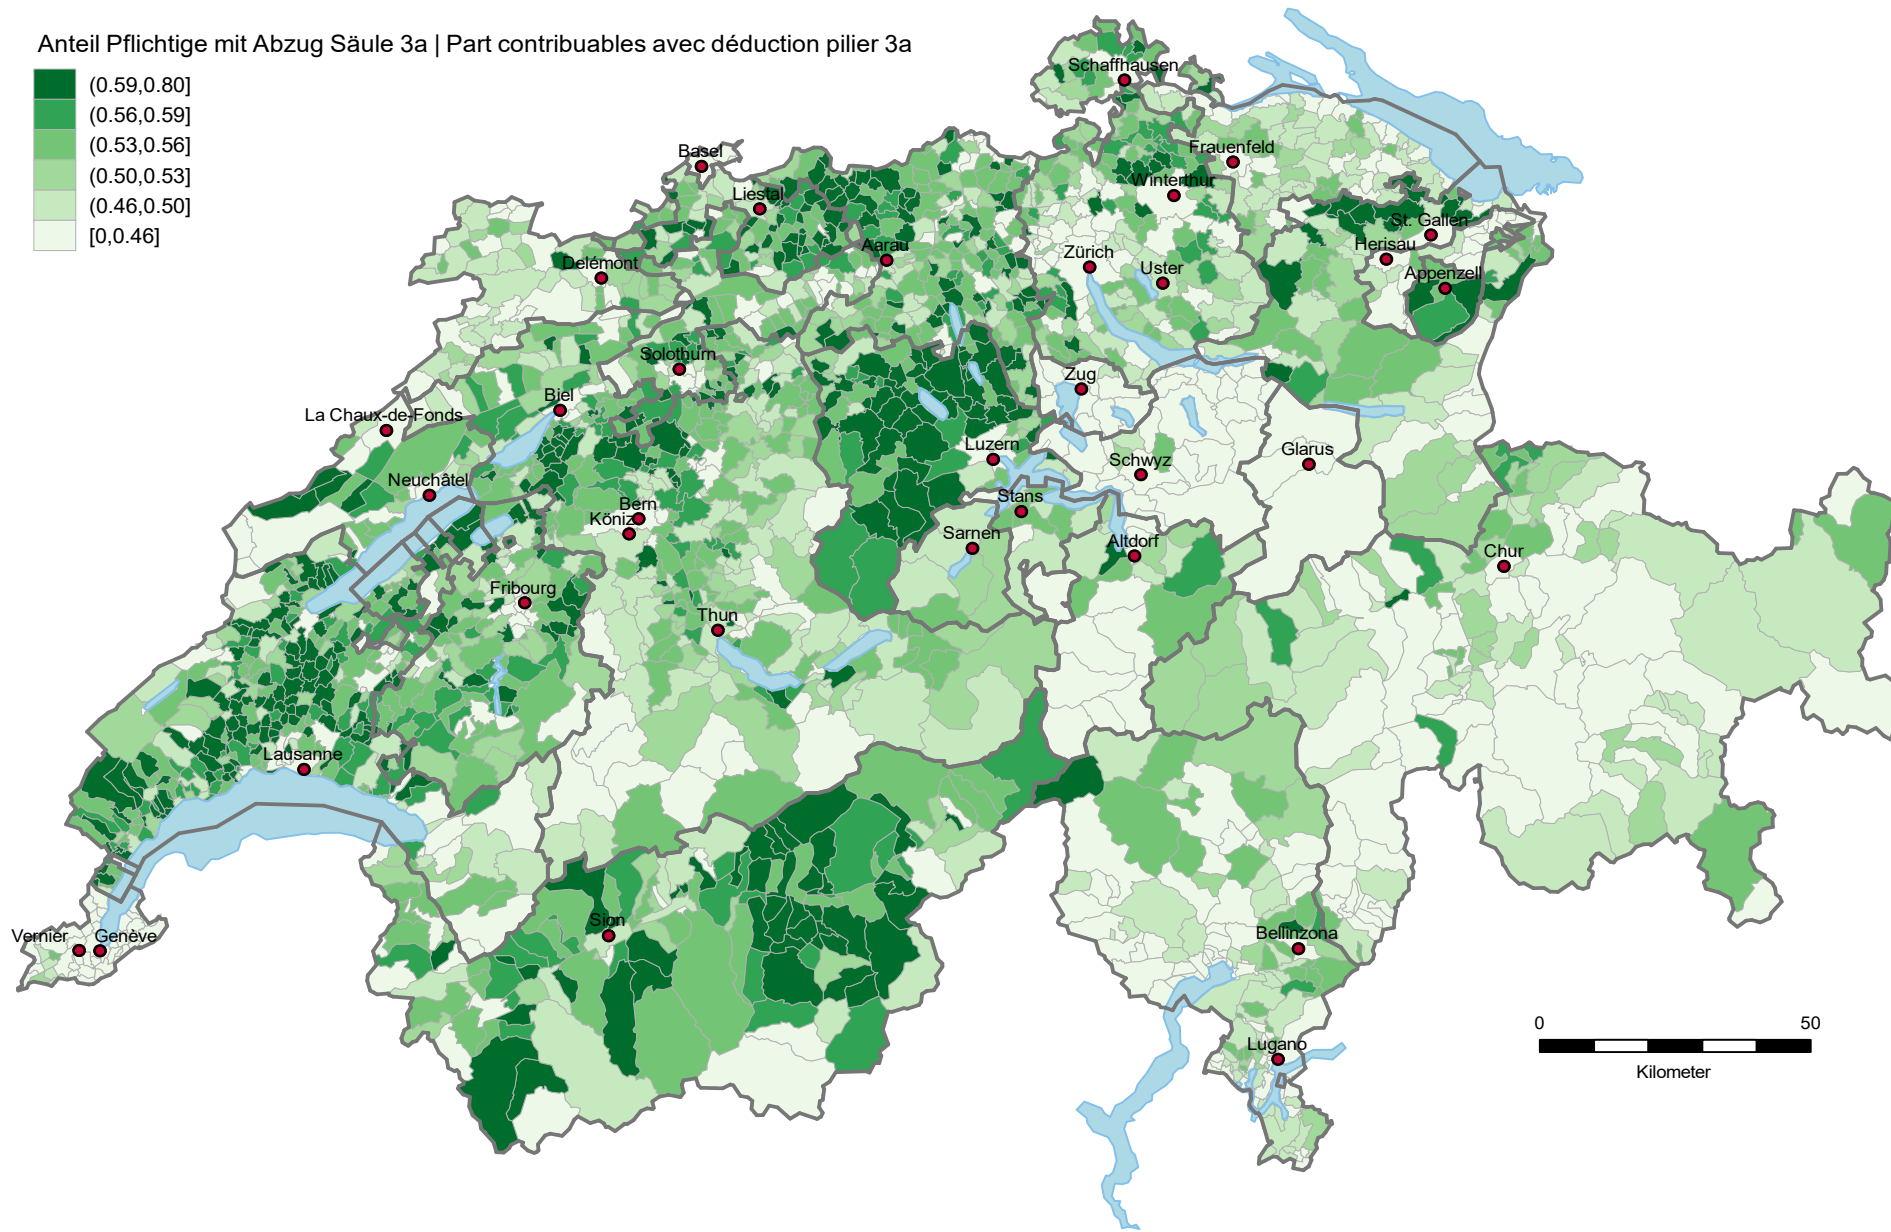 Anteil Pflichtige mit Abzug Säule 3a | Part contribuables avec déduction pilier 3a
(0.59,0.80]
(0.56,0.59]
(0.53,0.56]
(0.50,0.53]
(0.46,0.50]
[0,0.46]
Schaffhausen
Basel
Frauenfeld
Winterthur
Liestal
St. Gallen
Herisau
Aarau
Zürich
Delémont
Uster
Appenzell
Solothurn
Zug
Biel
La Chaux-de-Fonds
Luzern
Glarus
Schwyz
Neuchâtel
Stans
Bern
Köniz
Sarnen
Altdorf
Chur
Fribourg
Thun
Lausanne
Sion
Bellinzona
Vernier
Genève
Lugano
0
50
Kilometer